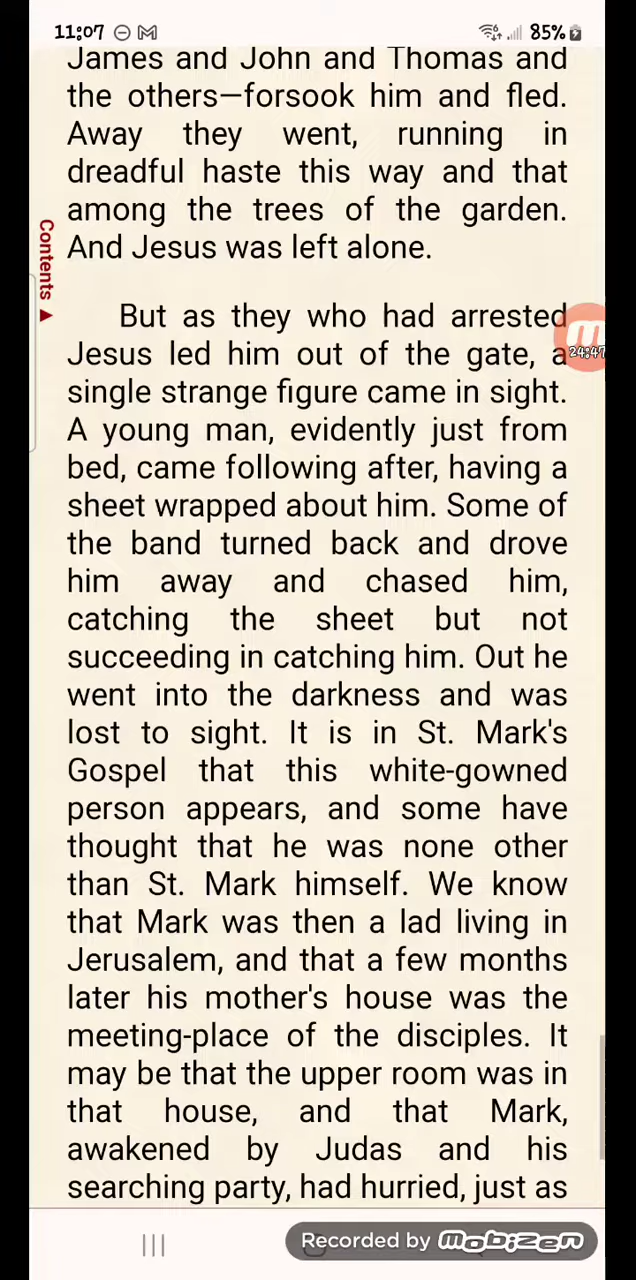 11:07
85%
James and John and Thomas and
the others—forsook him and fled.
Away they went, running in
dreadful haste this way and that
among the trees of the garden.
And Jesus was left alone.
Contents ▲
But as they who had arrested
Jesus led him out of the gate, a
24:47
single strange figure came in sight.
A young man, evidently just from
bed, came following after, having a
sheet wrapped about him. Some of
the band turned back and drove
him away and chased him,
catching the sheet but not
succeeding in catching him. Out he
went into the darkness and was
lost to sight. It is in St. Mark's
Gospel that this white-gowned
person appears, and some have
thought that he was none other
than St. Mark himself. We know
that Mark was then a lad living in
Jerusalem, and that a few months
later his mother's house was the
meeting-place of the disciples. It
may be that the upper room was in
that house, and that Mark,
awakened by Judas and his
searching party, had hurried, just as
Recorded by mobizen